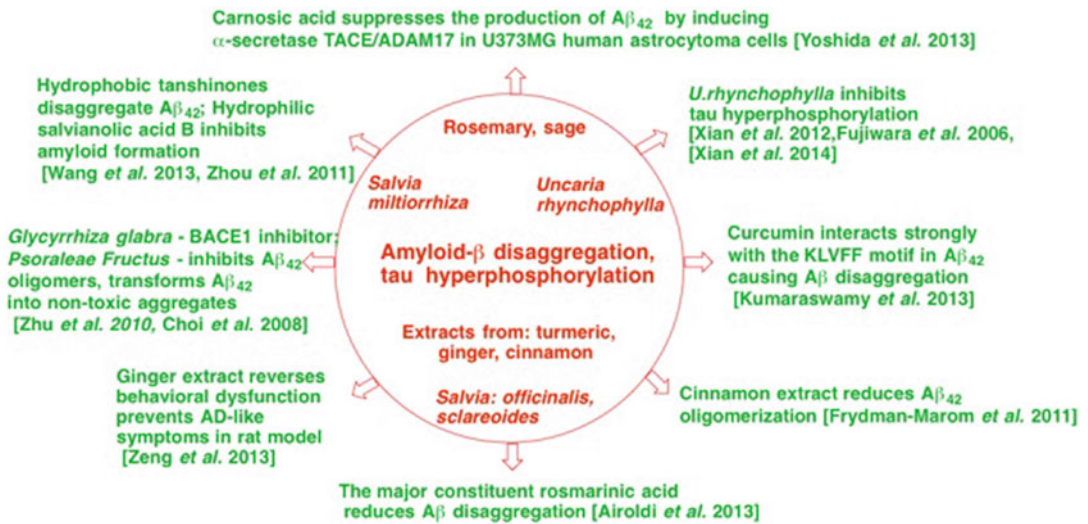 Carnosic acid suppresses the production of Aβ42 by inducing
α-secretase TACE/ADAM17 in U373MG human astrocytoma cells [Yoshida et al. 2013]
Hydrophobic tanshinones
disaggregate Aβ42; Hydrophilic
salvianolic acid B inhibits
amyloid formation
[Wang et al. 2013, Zhou et al. 2011]
U.rhynchophylla inhibits
tau hyperphosphorylation
[Xian et al. 2012,Fujiwara et al. 2006,
[Xian et al. 2014]
Rosemary, sage
Salvia
miltiorrhiza
Uncaria
rhynchophylla
Glycyrrhiza glabra - BACE1 inhibitor;
Psoraleae Fructus - inhibits Aβ42
oligomers, transforms Aβ42
into non-toxic aggregates
[Zhu et al. 2010, Choi et al. 2008]
Amyloid-β disaggregation,
tau hyperphosphorylation
Curcumin interacts strongly
with the KLVFF motif in Aβ42
causing Aβ disaggregation
[Kumaraswamy et al. 2013]
Extracts from: turmeric,
ginger, cinnamon
Salvia: officinalis,
sclareoides
Ginger extract reverses
behavioral dysfunction
prevents AD-like
symptoms in rat model
[Zeng et al. 2013]
Cinnamon extract reduces Aβ42
oligomerization [Frydman-Marom et al. 2011]
The major constituent rosmarinic acid
reduces Aβ disaggregation [Airoldi et al. 2013]